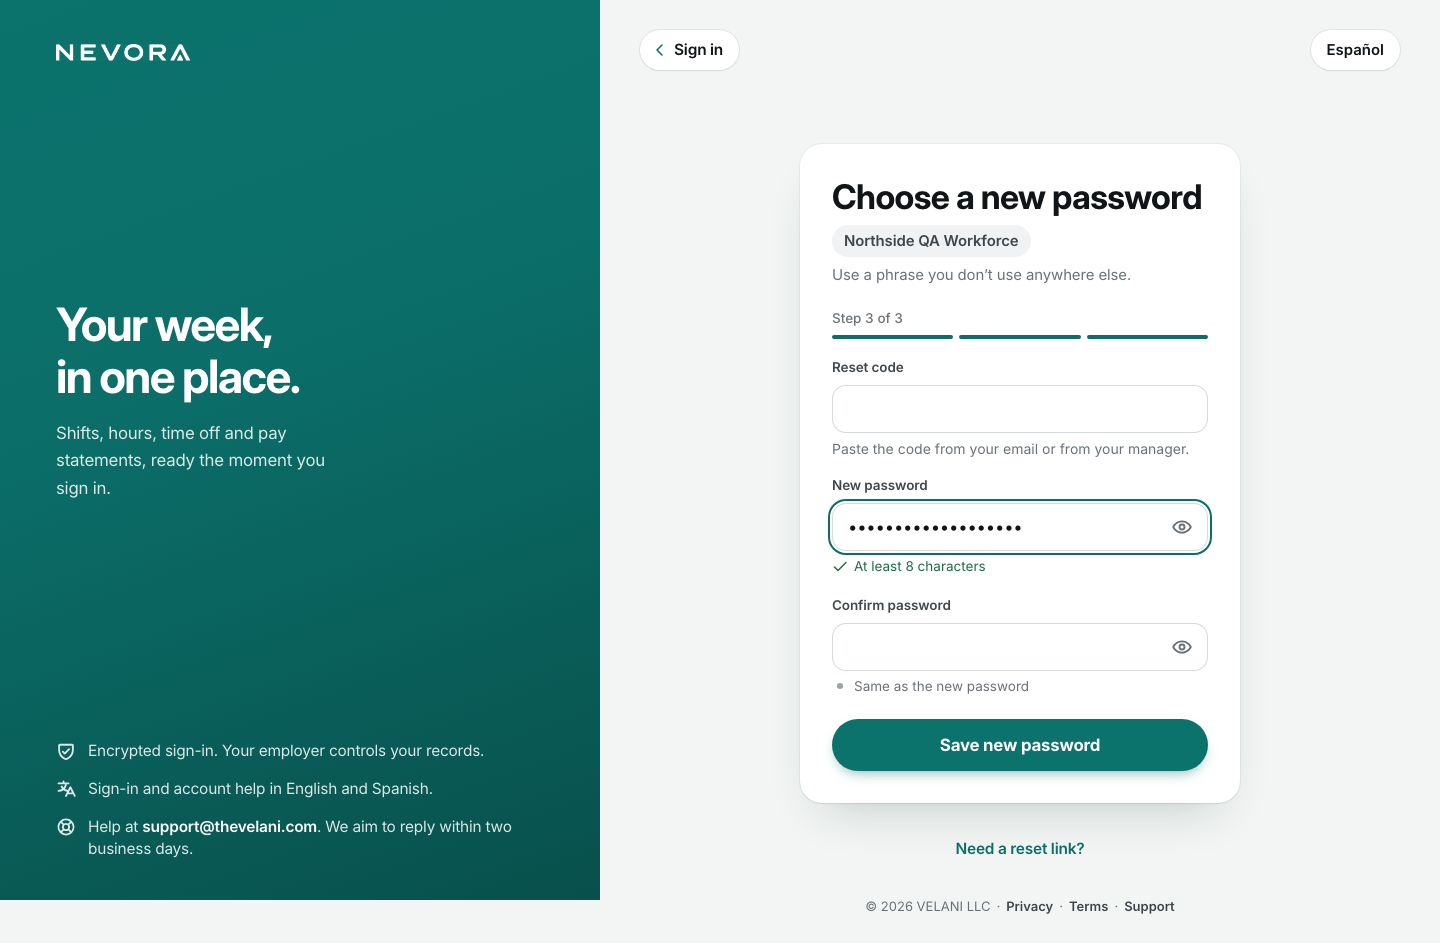 NEVORA
Your week,
in one place.
Shifts, hours, time off and pay
statements, ready the moment you
sign in.
Encrypted sign-in. Your employer controls your records.
Sign-in and account help in English and Spanish.
Help at support@thevelani.com. We aim to reply within two
business days.
Sign in
Español
Choose a new password
Northside QA Workforce
Use a phrase you don’t use anywhere else.
Step 3 of 3
Reset code
Paste the code from your email or from your manager.
New password
•••••••••••••••••••
At least 8 characters
Confirm password
Same as the new password
Save new password
Need a reset link?
© 2026 VELANI LLC · Privacy · Terms · Support